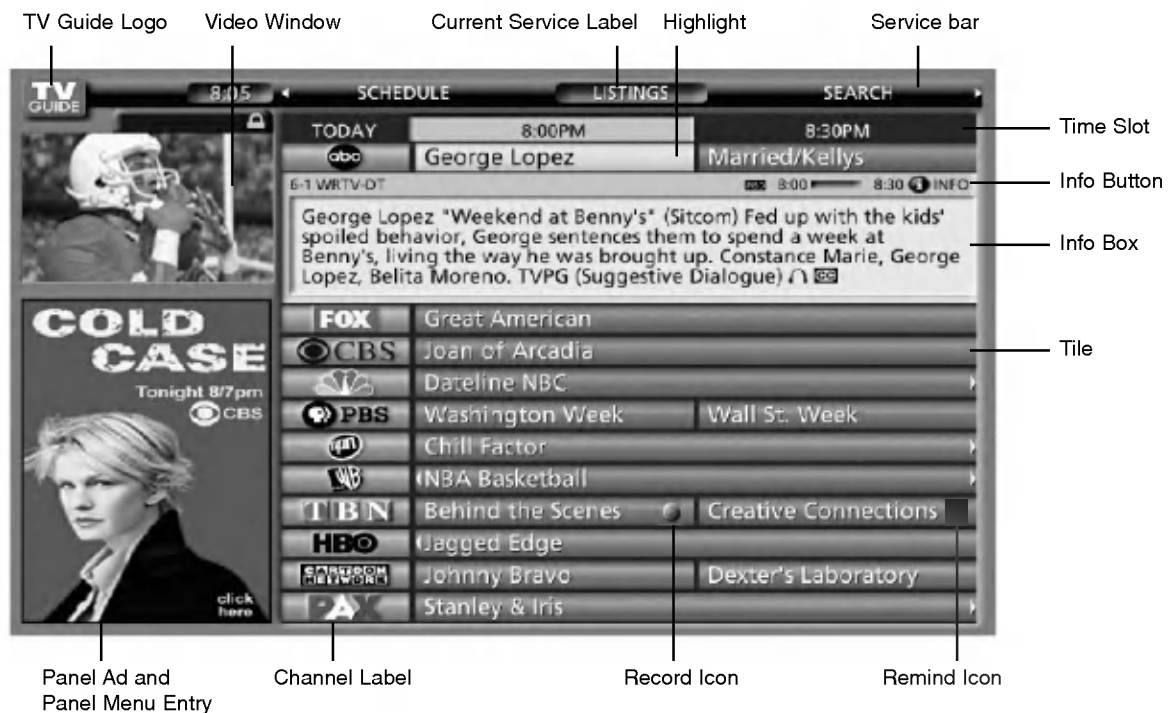 TV Guide Logo
Video Window
Current Service Label
Highlight
Service bar
TV
GUIDE
8:05
SCHEDULE
LISTINGS
SEARCH
TODAY
8:00PM
8:30PM
Time Slot
abc
George Lopez
Married/Kellys
6-1 WRTV-DT
8:00
8:30
i INFO
Info Button
George Lopez "Weekend at Benny's" (Sitcom) Fed up with the kids'
spoiled behavior, George sentences them to spend a week at
Benny's, living the way he was brought up. Constance Marie, George
Lopez, Belita Moreno. TVPG (Suggestive Dialogue)
CC
Info Box
COLD
CASE
Tonight 8/7pm
CBS
click
here
FOX
Great American
CBS
Joan of Arcadia
Tile
Dateline NBC
PBS
Washington Week
Wall St. Week
upn
Chill Factor
WB
NBA Basketball
TBN
Behind the Scenes
Creative Connections
HBO
Jagged Edge
CARTOON
NETWORK
Johnny Bravo
Dexter's Laboratory
PAX
Stanley & Iris
Panel Ad and
Panel Menu Entry
Channel Label
Record Icon
Remind Icon